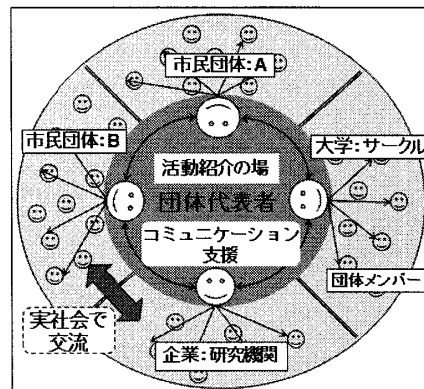 市民団体:A
市民団体:B
大学:サークル
活動紹介の場
団体代表者
コミュニケーション
支援
団体メンバー
実社会で
交流
企業:研究機関